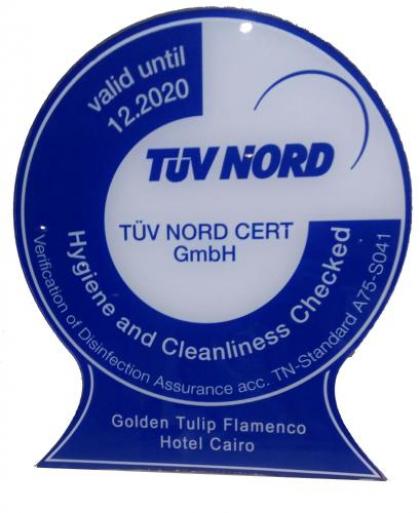 valid until
12.2020
TÜV NORD
TÜV NORD CERT
GmbH
Hygiene and Cleanliness Checked
Verification of Disinfection Assurance acc. TN-Standard A75-S041
Golden Tulip Flamenco
Hotel Cairo